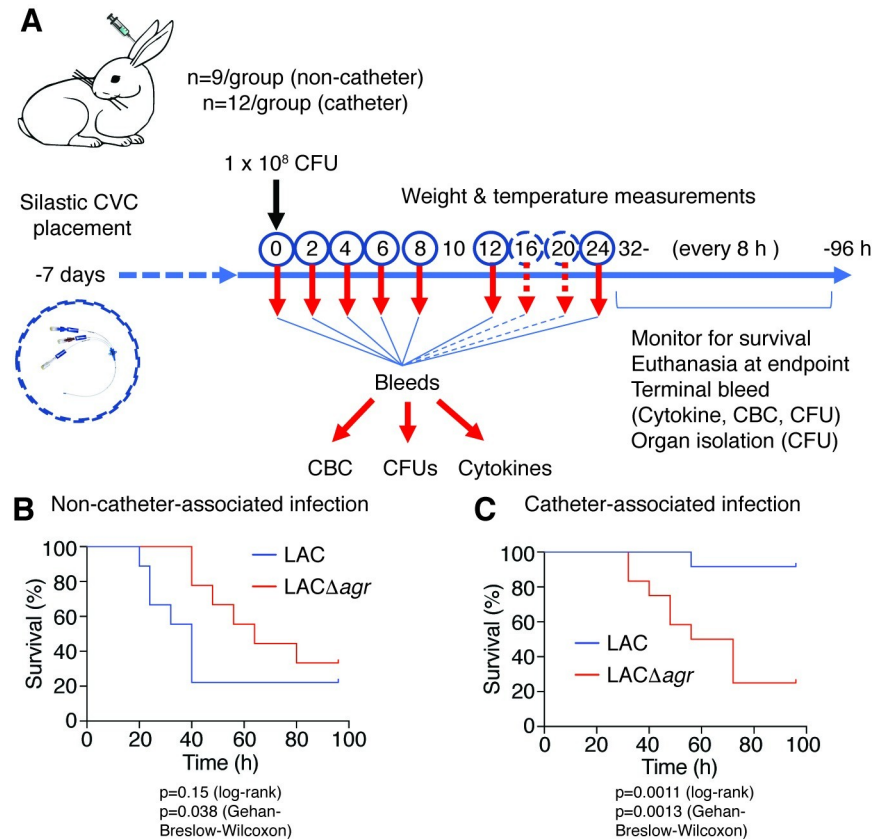 A
n=9/group (non-catheter)
n=12/group (catheter)
1 x 10⁸ CFU
Silastic CVC
placement
Weight & temperature measurements
-7 days
0 2 4 6 8 10 12 16 20 24 32- (every 8 h ) -96 h
Bleeds
CBC CFUs Cytokines
Monitor for survival
Euthanasia at endpoint
Terminal bleed
(Cytokine, CBC, CFU)
Organ isolation (CFU)
B Non-catheter-associated infection
Survival (%)
100
80
60
40
20
0
LAC
LACΔagr
0 20 40 60 80 100
Time (h)
p=0.15 (log-rank)
p=0.038 (Gehan-
Breslow-Wilcoxon)
C Catheter-associated infection
Survival (%)
100
80
60
40
20
0
LAC
LACΔagr
0 20 40 60 80 100
Time (h)
p=0.0011 (log-rank)
p=0.0013 (Gehan-
Breslow-Wilcoxon)